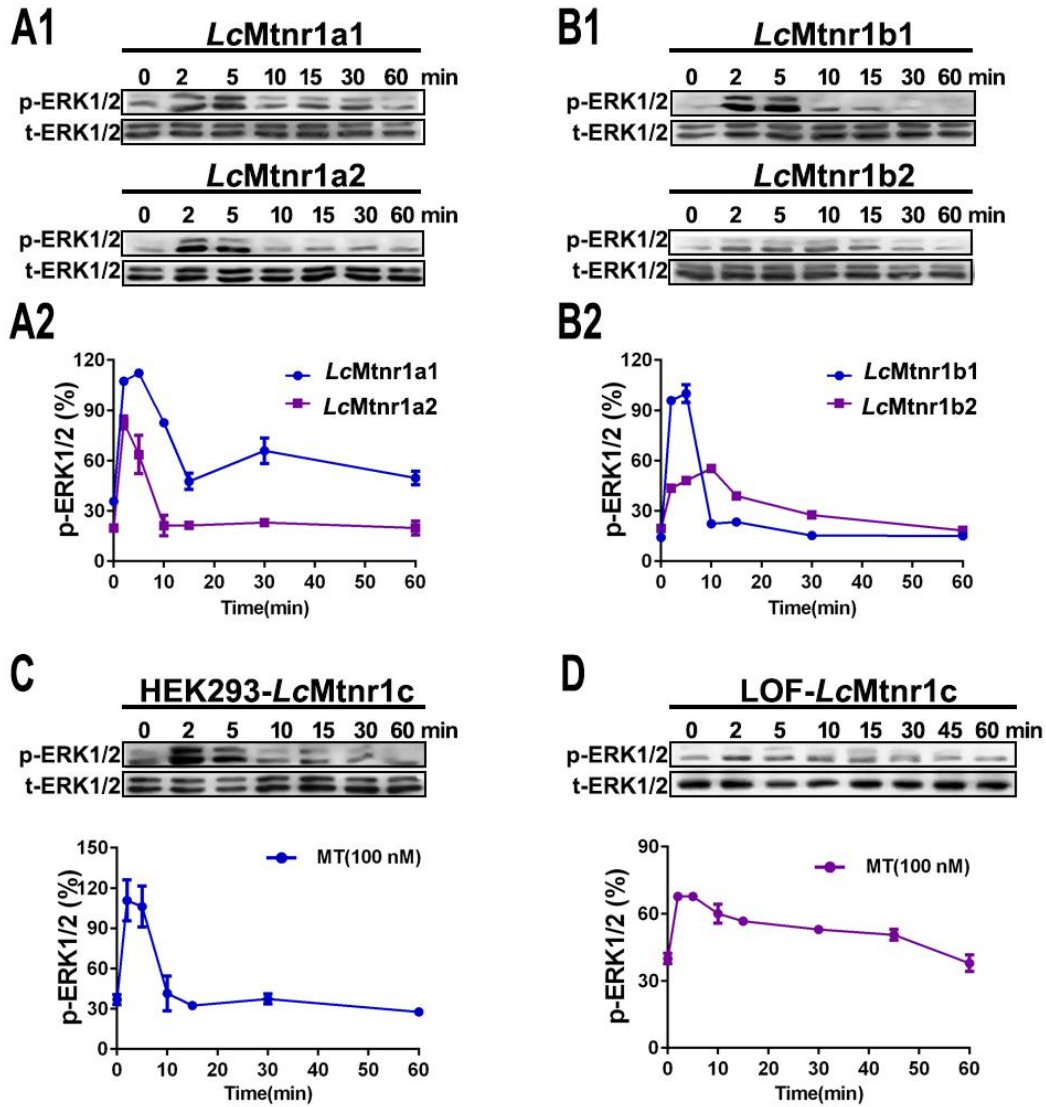 A1
LcMtnr1a1
0 2 5 10 15 30 60 min
p-ERK1/2
t-ERK1/2
LcMtnr1a2
0 2 5 10 15 30 60 min
p-ERK1/2
t-ERK1/2
B1
LcMtnr1b1
0 2 5 10 15 30 60 min
p-ERK1/2
t-ERK1/2
LcMtnr1b2
0 2 5 10 15 30 60 min
p-ERK1/2
t-ERK1/2
A2
p-ERK1/2 (%)
120
90
60
30
0
LcMtnr1a1
LcMtnr1a2
0 10 20 30 40 50 60
Time(min)
B2
p-ERK1/2 (%)
120
90
60
30
0
LcMtnr1b1
LcMtnr1b2
0 10 20 30 40 50 60
Time(min)
C
HEK293-LcMtnr1c
0 2 5 10 15 30 60 min
p-ERK1/2
t-ERK1/2
p-ERK1/2 (%)
150
120
90
60
30
0
MT(100 nM)
0 10 20 30 40 50 60
Time(min)
D
LOF-LcMtnr1c
0 2 5 10 15 30 45 60 min
p-ERK1/2
t-ERK1/2
p-ERK1/2 (%)
90
60
30
0
MT(100 nM)
0 10 20 30 40 50 60
Time(min)